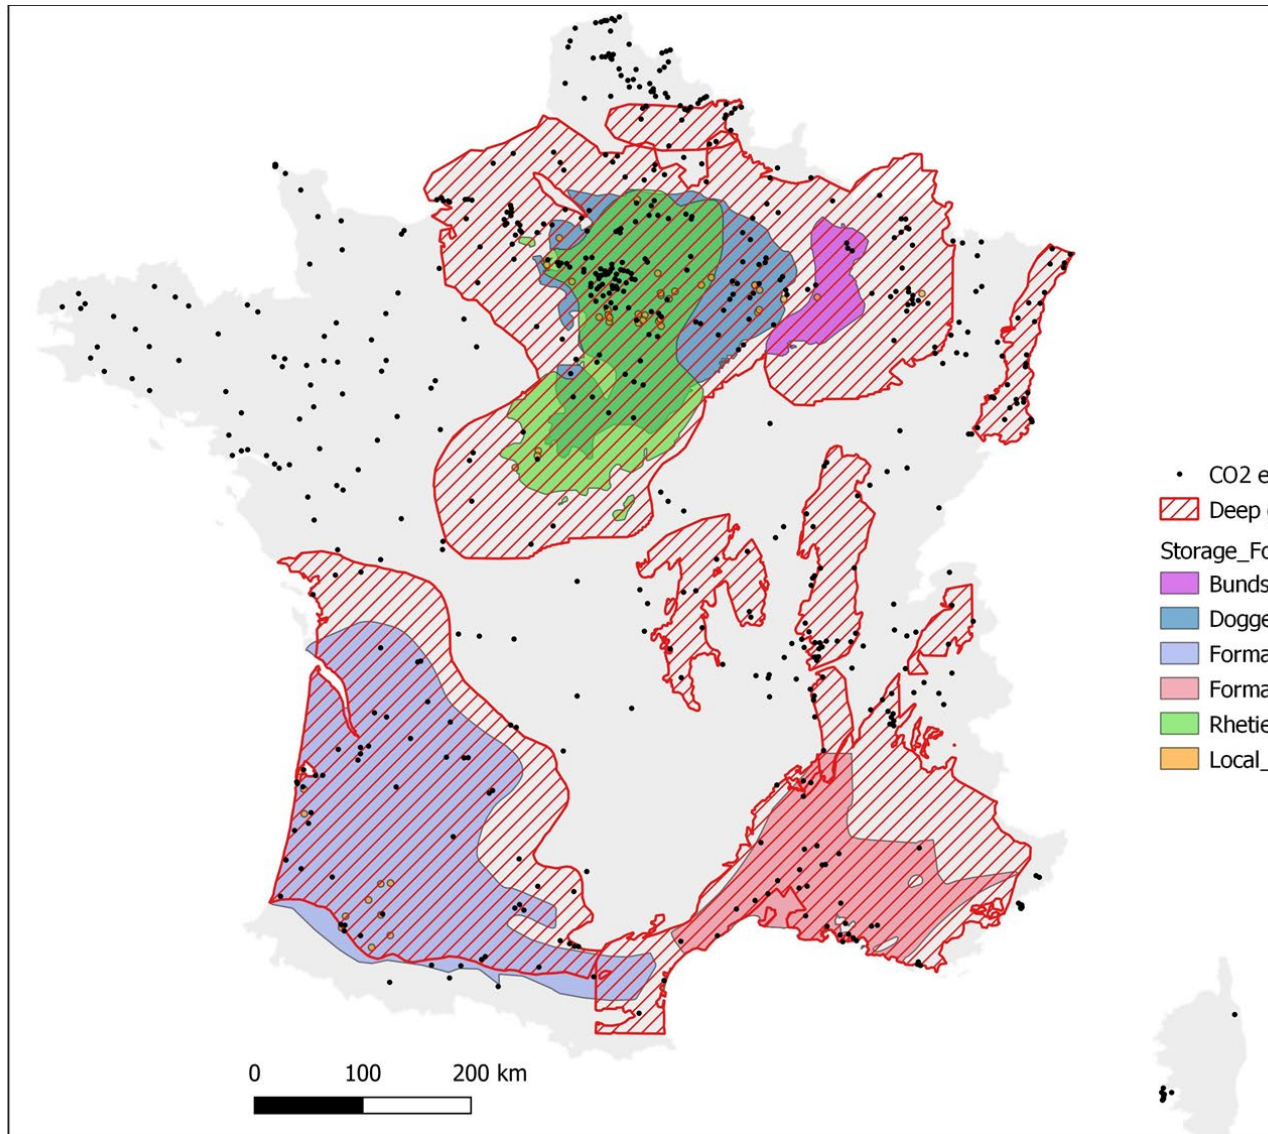 CO2 e
Deep
Storage_Fo
Bunds
Dogge
Forma
Forma
Rhetie
Local_
0 100 200 km